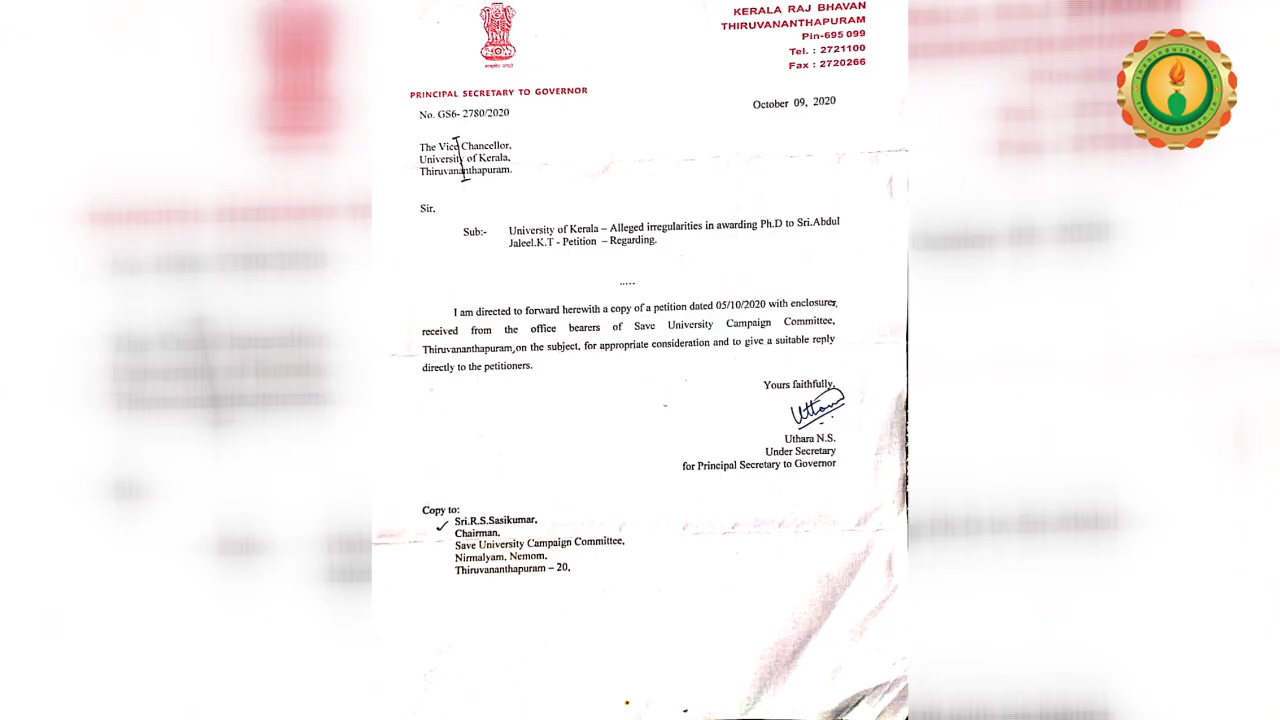 KERALA RAJ BHAVAN
THIRUVANANTHAPURAM
Pin-695 099
Tel. : 2721100
Fax : 2720266
सत्यमेव जयते
PRINCIPAL SECRETARY TO GOVERNOR
No. GS6- 2780/2020
October 09, 2020
The Vice Chancellor,
University of Kerala,
Thiruvananthapuram.
Sir,
Sub:- University of Kerala – Alleged irregularities in awarding Ph.D to Sri.Abdul
Jaleel.K.T - Petition – Regarding.
.....
I am directed to forward herewith a copy of a petition dated 05/10/2020 with enclosures,
received from the office bearers of Save University Campaign Committee,
Thiruvananthapuram,on the subject, for appropriate consideration and to give a suitable reply
directly to the petitioners.
Yours faithfully,
Uthara N.S.
Under Secretary
for Principal Secretary to Governor
Copy to:
Sri.R.S.Sasikumar,
Chairman,
Save University Campaign Committee,
Nirmalyam, Nemom,
Thiruvananthapuram – 20,
thehindusthan.in